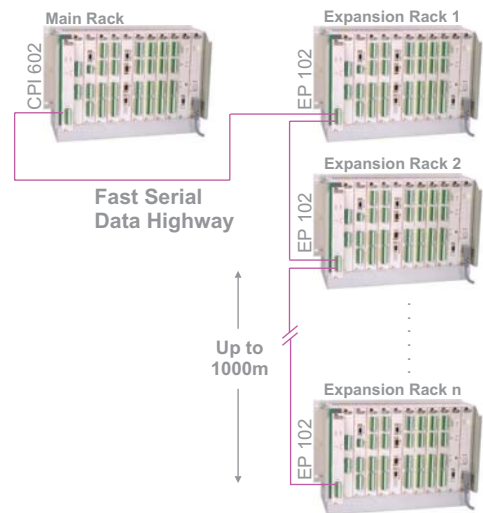 Main Rack
CPI 602
Expansion Rack 1
EP 102
Expansion Rack 2
EP 102
Fast Serial
Data Highway
Up to
1000m
Expansion Rack n
EP 102